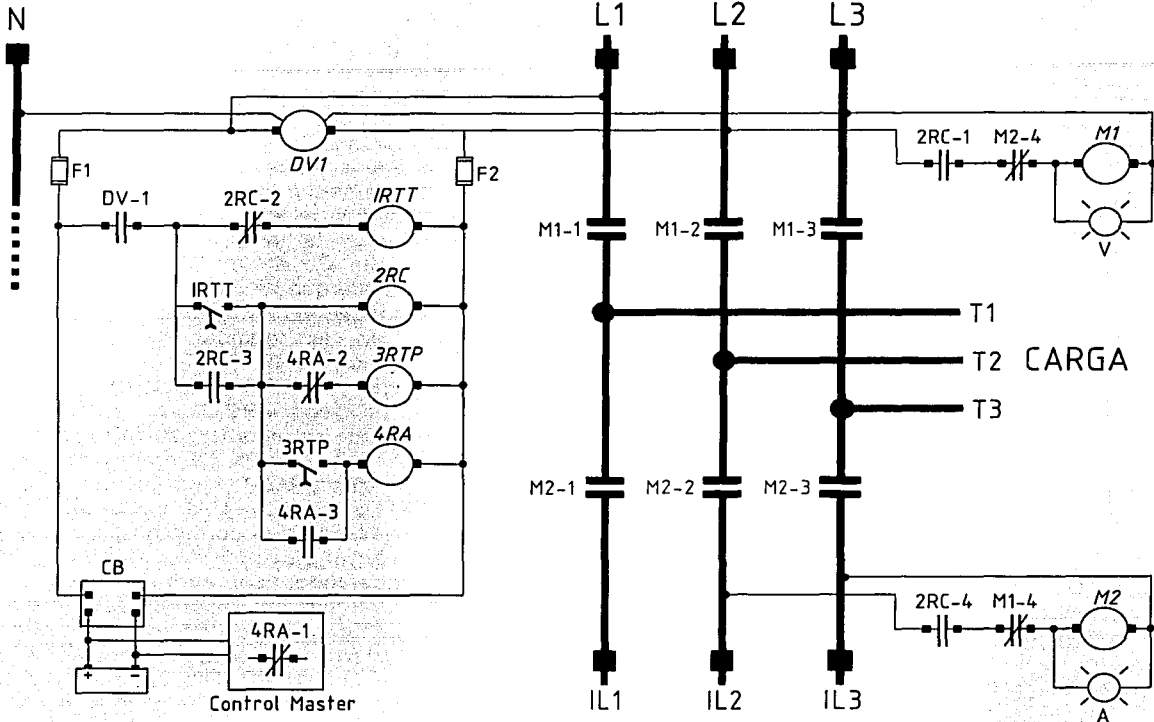 N
L1 L2 L3
DV1
2RC-1 M2-4 M1
F1
F2
DV-1
2RC-2 IRTT
M1-1 M1-2 M1-3
V
IRTT
2RC
T1
2RC-3 4RA-2 3RTP
T2 CARGA
T3
3RTP 4RA
M2-1 M2-2 M2-3
4RA-3
CB
2RC-4 M1-4 M2
4RA-1
+ -
Control Master
IL1 IL2 IL3
A